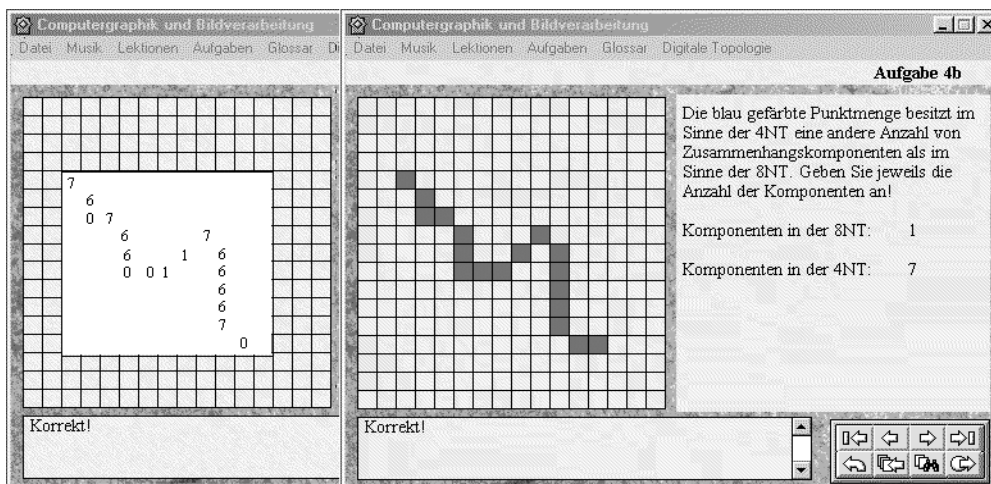 Computergraphik und Bildverarbeitung
Datei Musik Lektionen Aufgaben Glossar Di
7
6
0 7
6 7
6 1 6
0 0 1 6
6
6
7
0
Korrekt!
Computergraphik und Bildverarbeitung
Datei Musik Lektionen Aufgaben Glossar Digitale Topologie
Aufgabe 4b
Die blau gefärbte Punktmenge besitzt im
Sinne der 4NT eine andere Anzahl von
Zusammenhangskomponenten als im
Sinne der 8NT. Geben Sie jeweils die
Anzahl der Komponenten an!
Komponenten in der 8NT: 1
Komponenten in der 4NT: 7
Korrekt!